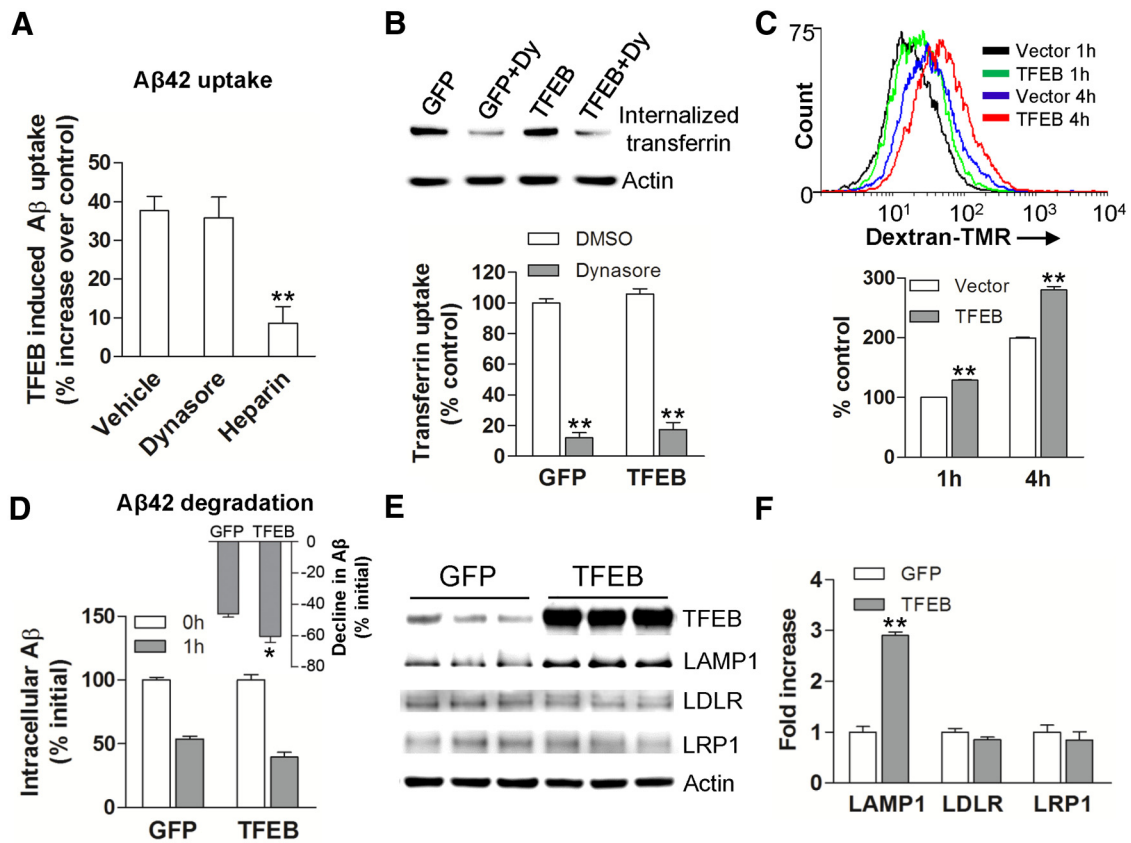 A
Aβ42 uptake
TFEB induced Aβ uptake
(% increase over control)
50
40
30
20
10
0
**
Vehicle
Dynasore
Heparin
B
GFP
GFP+Dy
TFEB
TFEB+Dy
Internalized
transferrin
Actin
DMSO
Dynasore
Transferrin uptake
(% control)
120
100
80
60
40
20
0
**
**
GFP
TFEB
C
75
Count
0
Vector 1h
TFEB 1h
Vector 4h
TFEB 4h
10¹
10²
10³
10⁴
Dextran-TMR
% control
300
200
100
0
Vector
TFEB
**
**
1h
4h
D
Aβ42 degradation
GFP
TFEB
0
-20
-40
-60
-80
Decline in Aβ
(% initial)
*
Intracellular Aβ
(% initial)
150
100
50
0
0h
1h
GFP
TFEB
E
GFP
TFEB
TFEB
LAMP1
LDLR
LRP1
Actin
F
Fold increase
4
3
2
1
0
GFP
TFEB
**
LAMP1
LDLR
LRP1